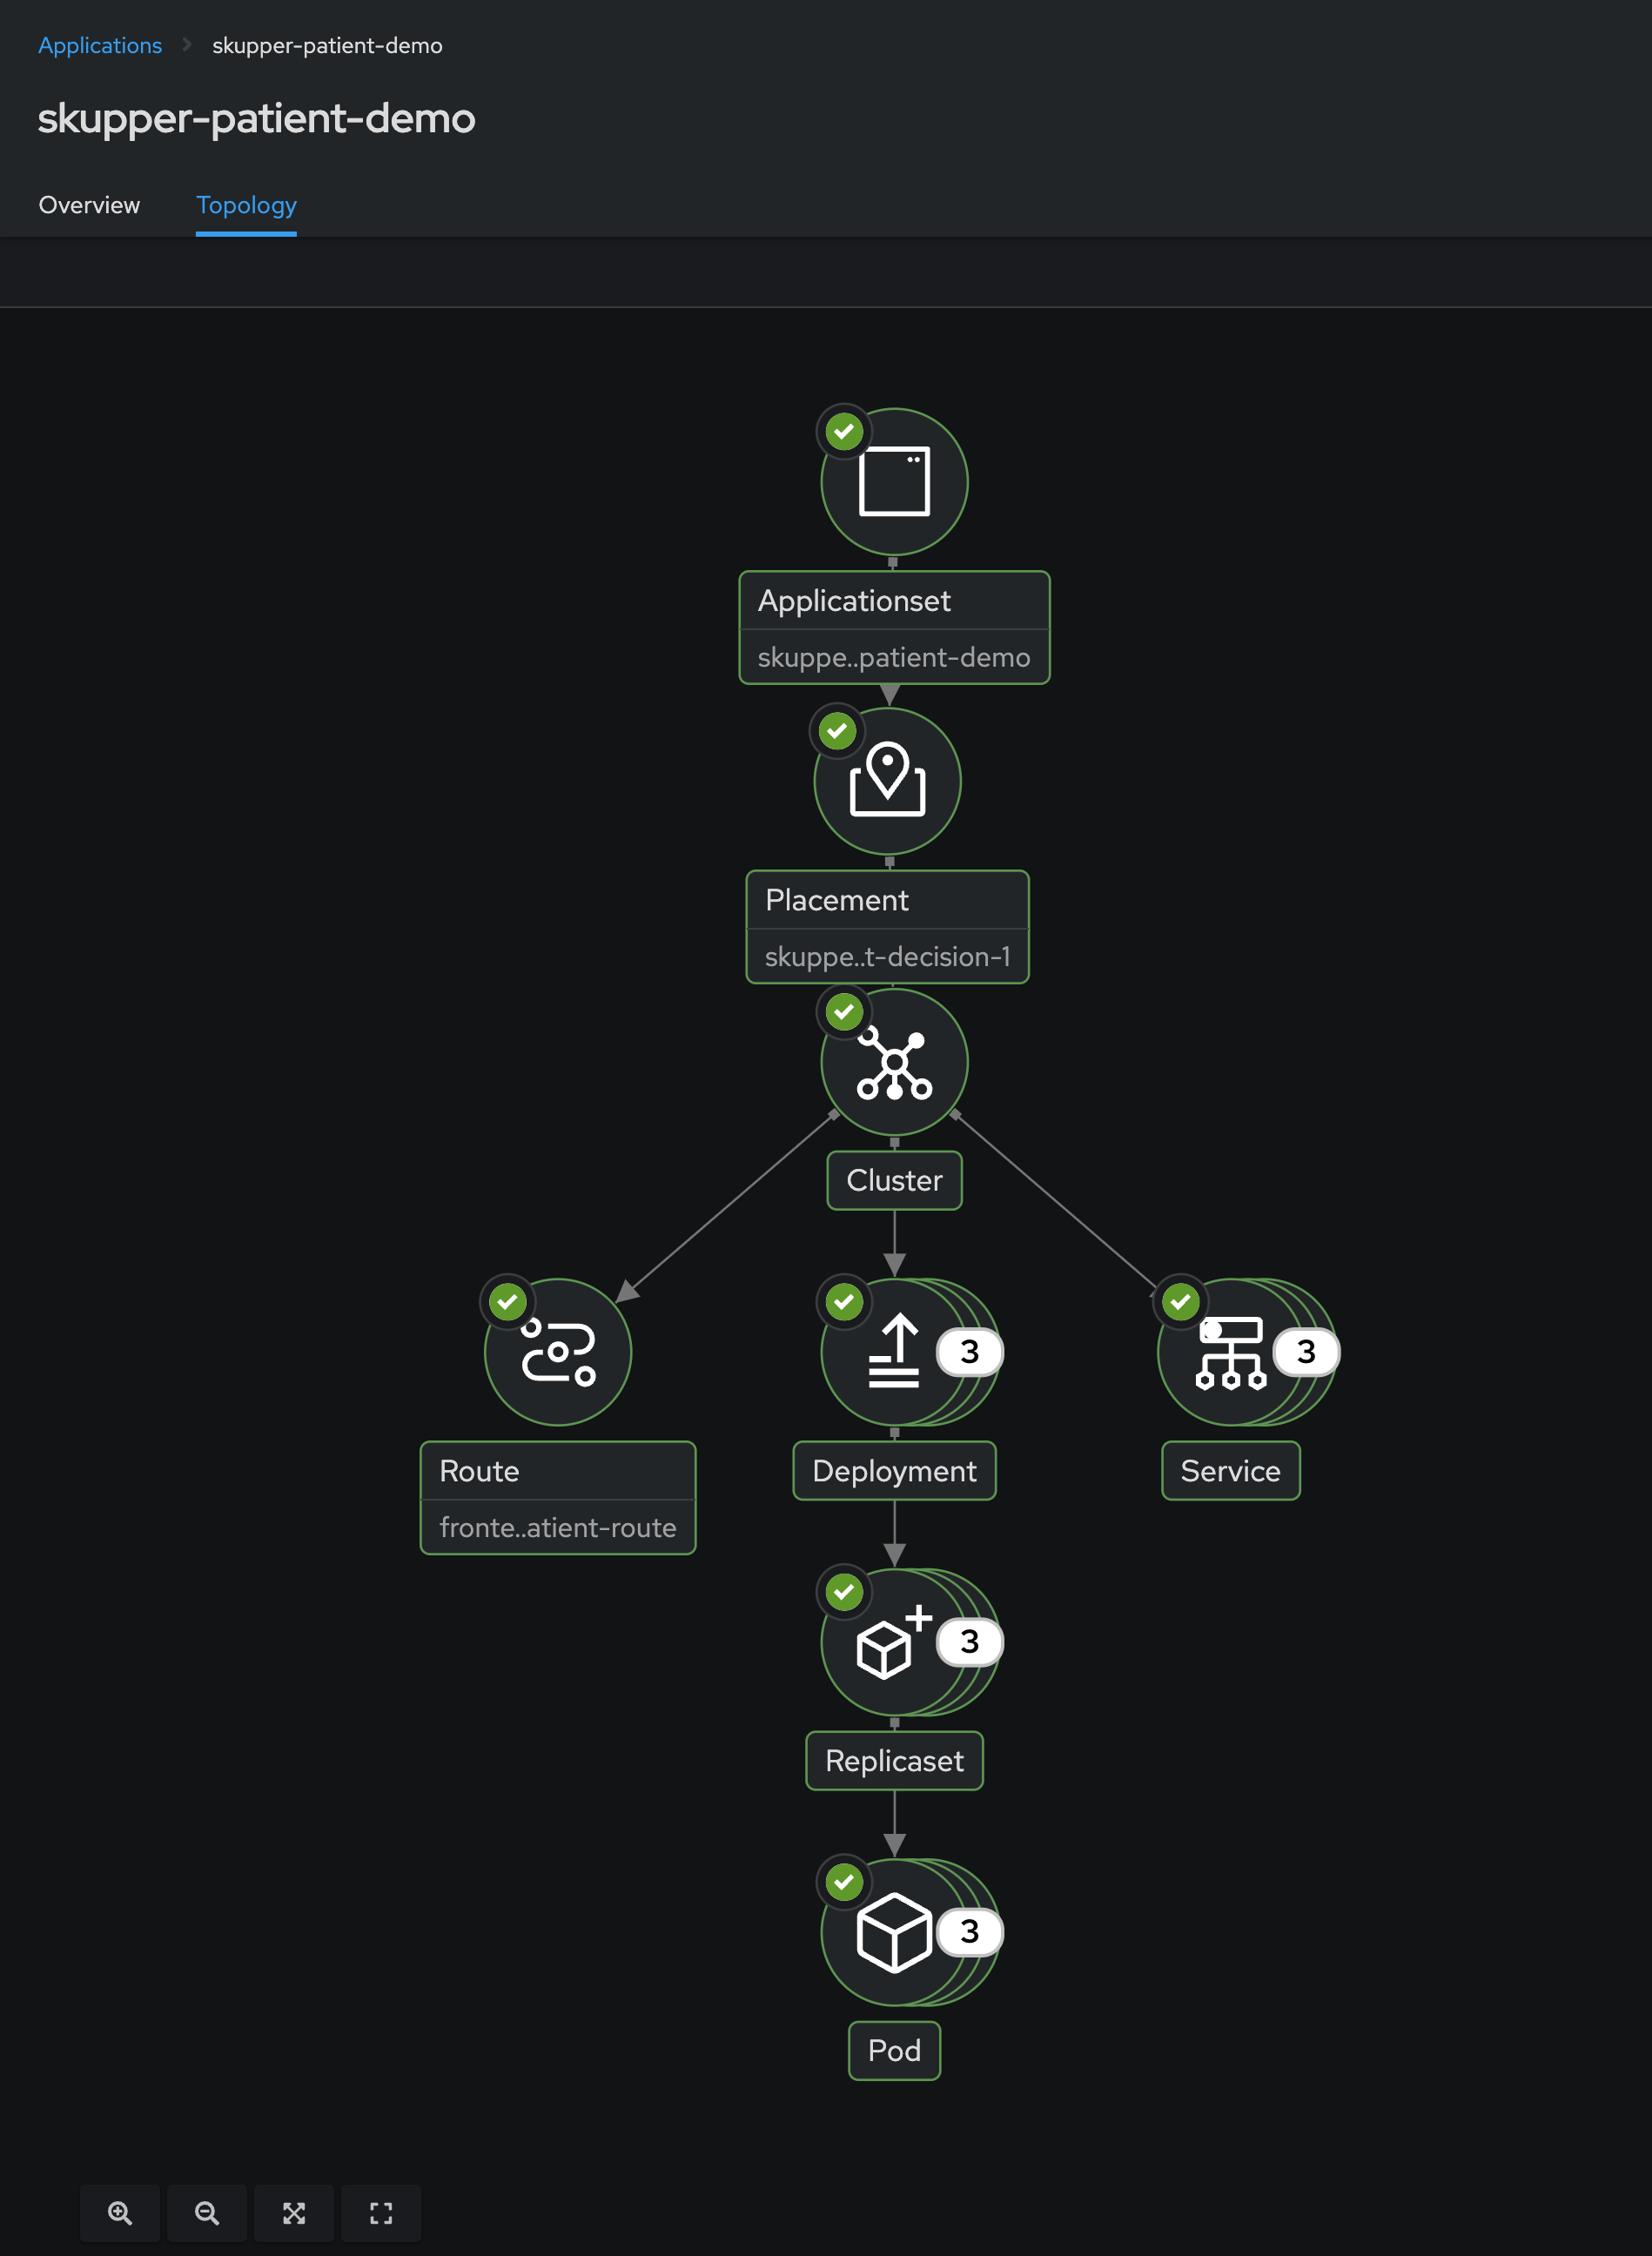 Applications > skupper-patient-demo
skupper-patient-demo
Overview Topology
Applicationset
skuppe..patient-demo
Placement
skuppe..t-decision-1
Cluster
3 3
Route Deployment Service
fronte..atient-route
3
Replicaset
3
Pod